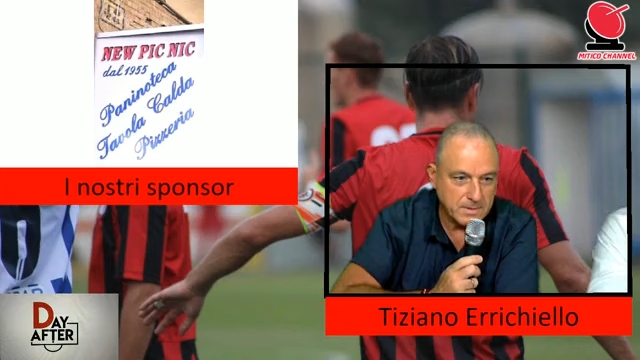 NEW PIC NIC
dal 1955
Paninoteca
Tavola Calda
Pizzeria
I nostri sponsor
MITICO CHANNEL
Tiziano Errichiello
DAY
AFTER